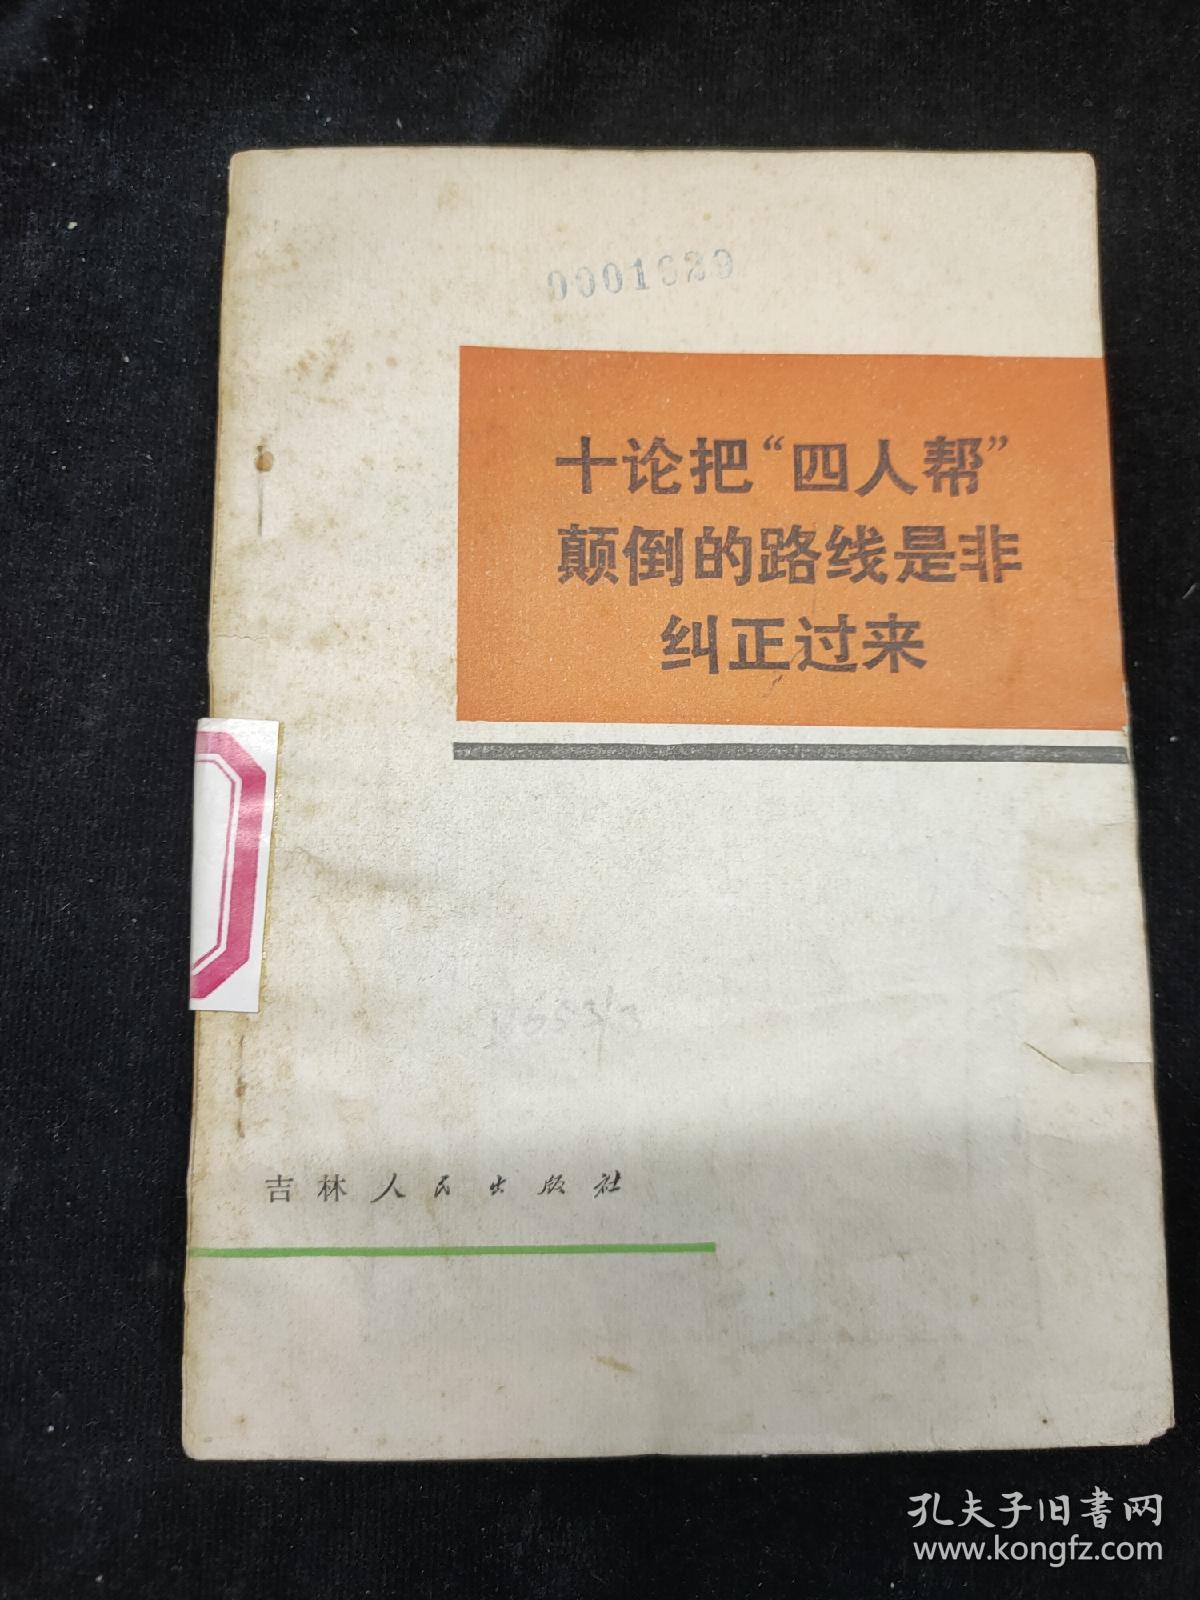 0001629
十论把“四人帮”
颠倒的路线是非
纠正过来
吉林人民出版社
孔夫子旧书网
www.kongfz.com